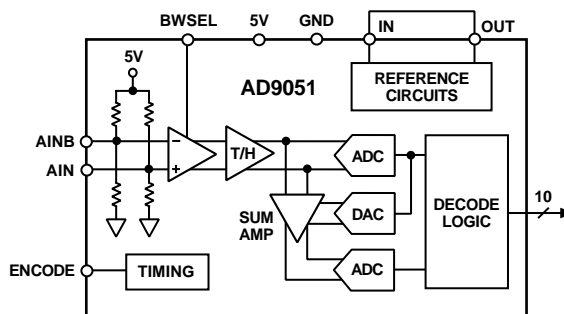 BWSEL 5V GND IN OUT
5V
AD9051
REFERENCE
CIRCUITS
AINB
AIN
−
+
T/H
ADC
SUM
AMP
DAC
ADC
DECODE
LOGIC
10
ENCODE
TIMING